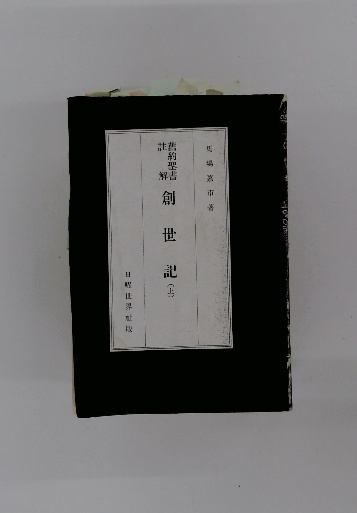 馬場嘉市著
舊約聖書
註解
創世記(上)
日曜世界社版